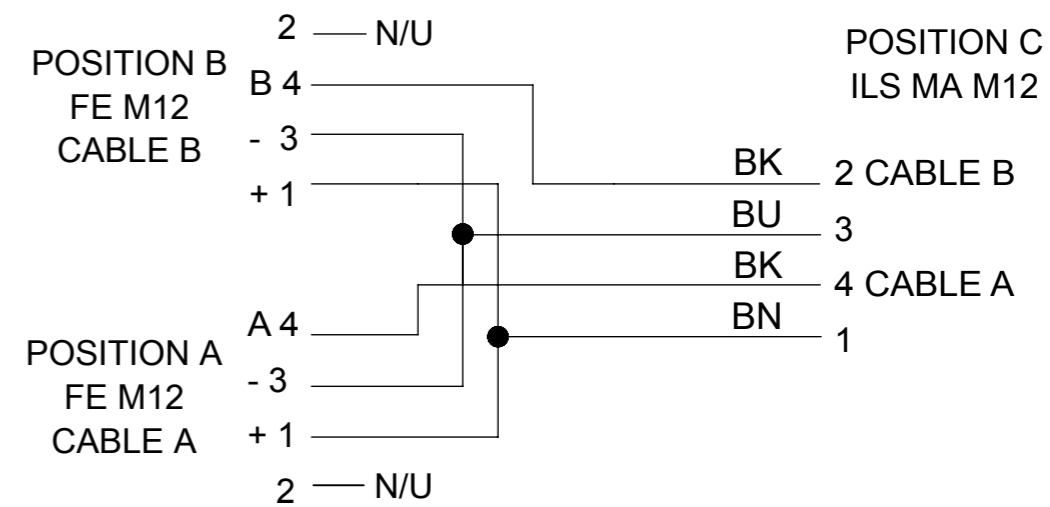 2 N/U
POSITION B
FE M12
CABLE B
B 4
- 3
+ 1
POSITION C
ILS MA M12
BK 2 CABLE B
BU 3
BK 4 CABLE A
BN 1
POSITION A
FE M12
CABLE A
A 4
- 3
+ 1
2 N/U